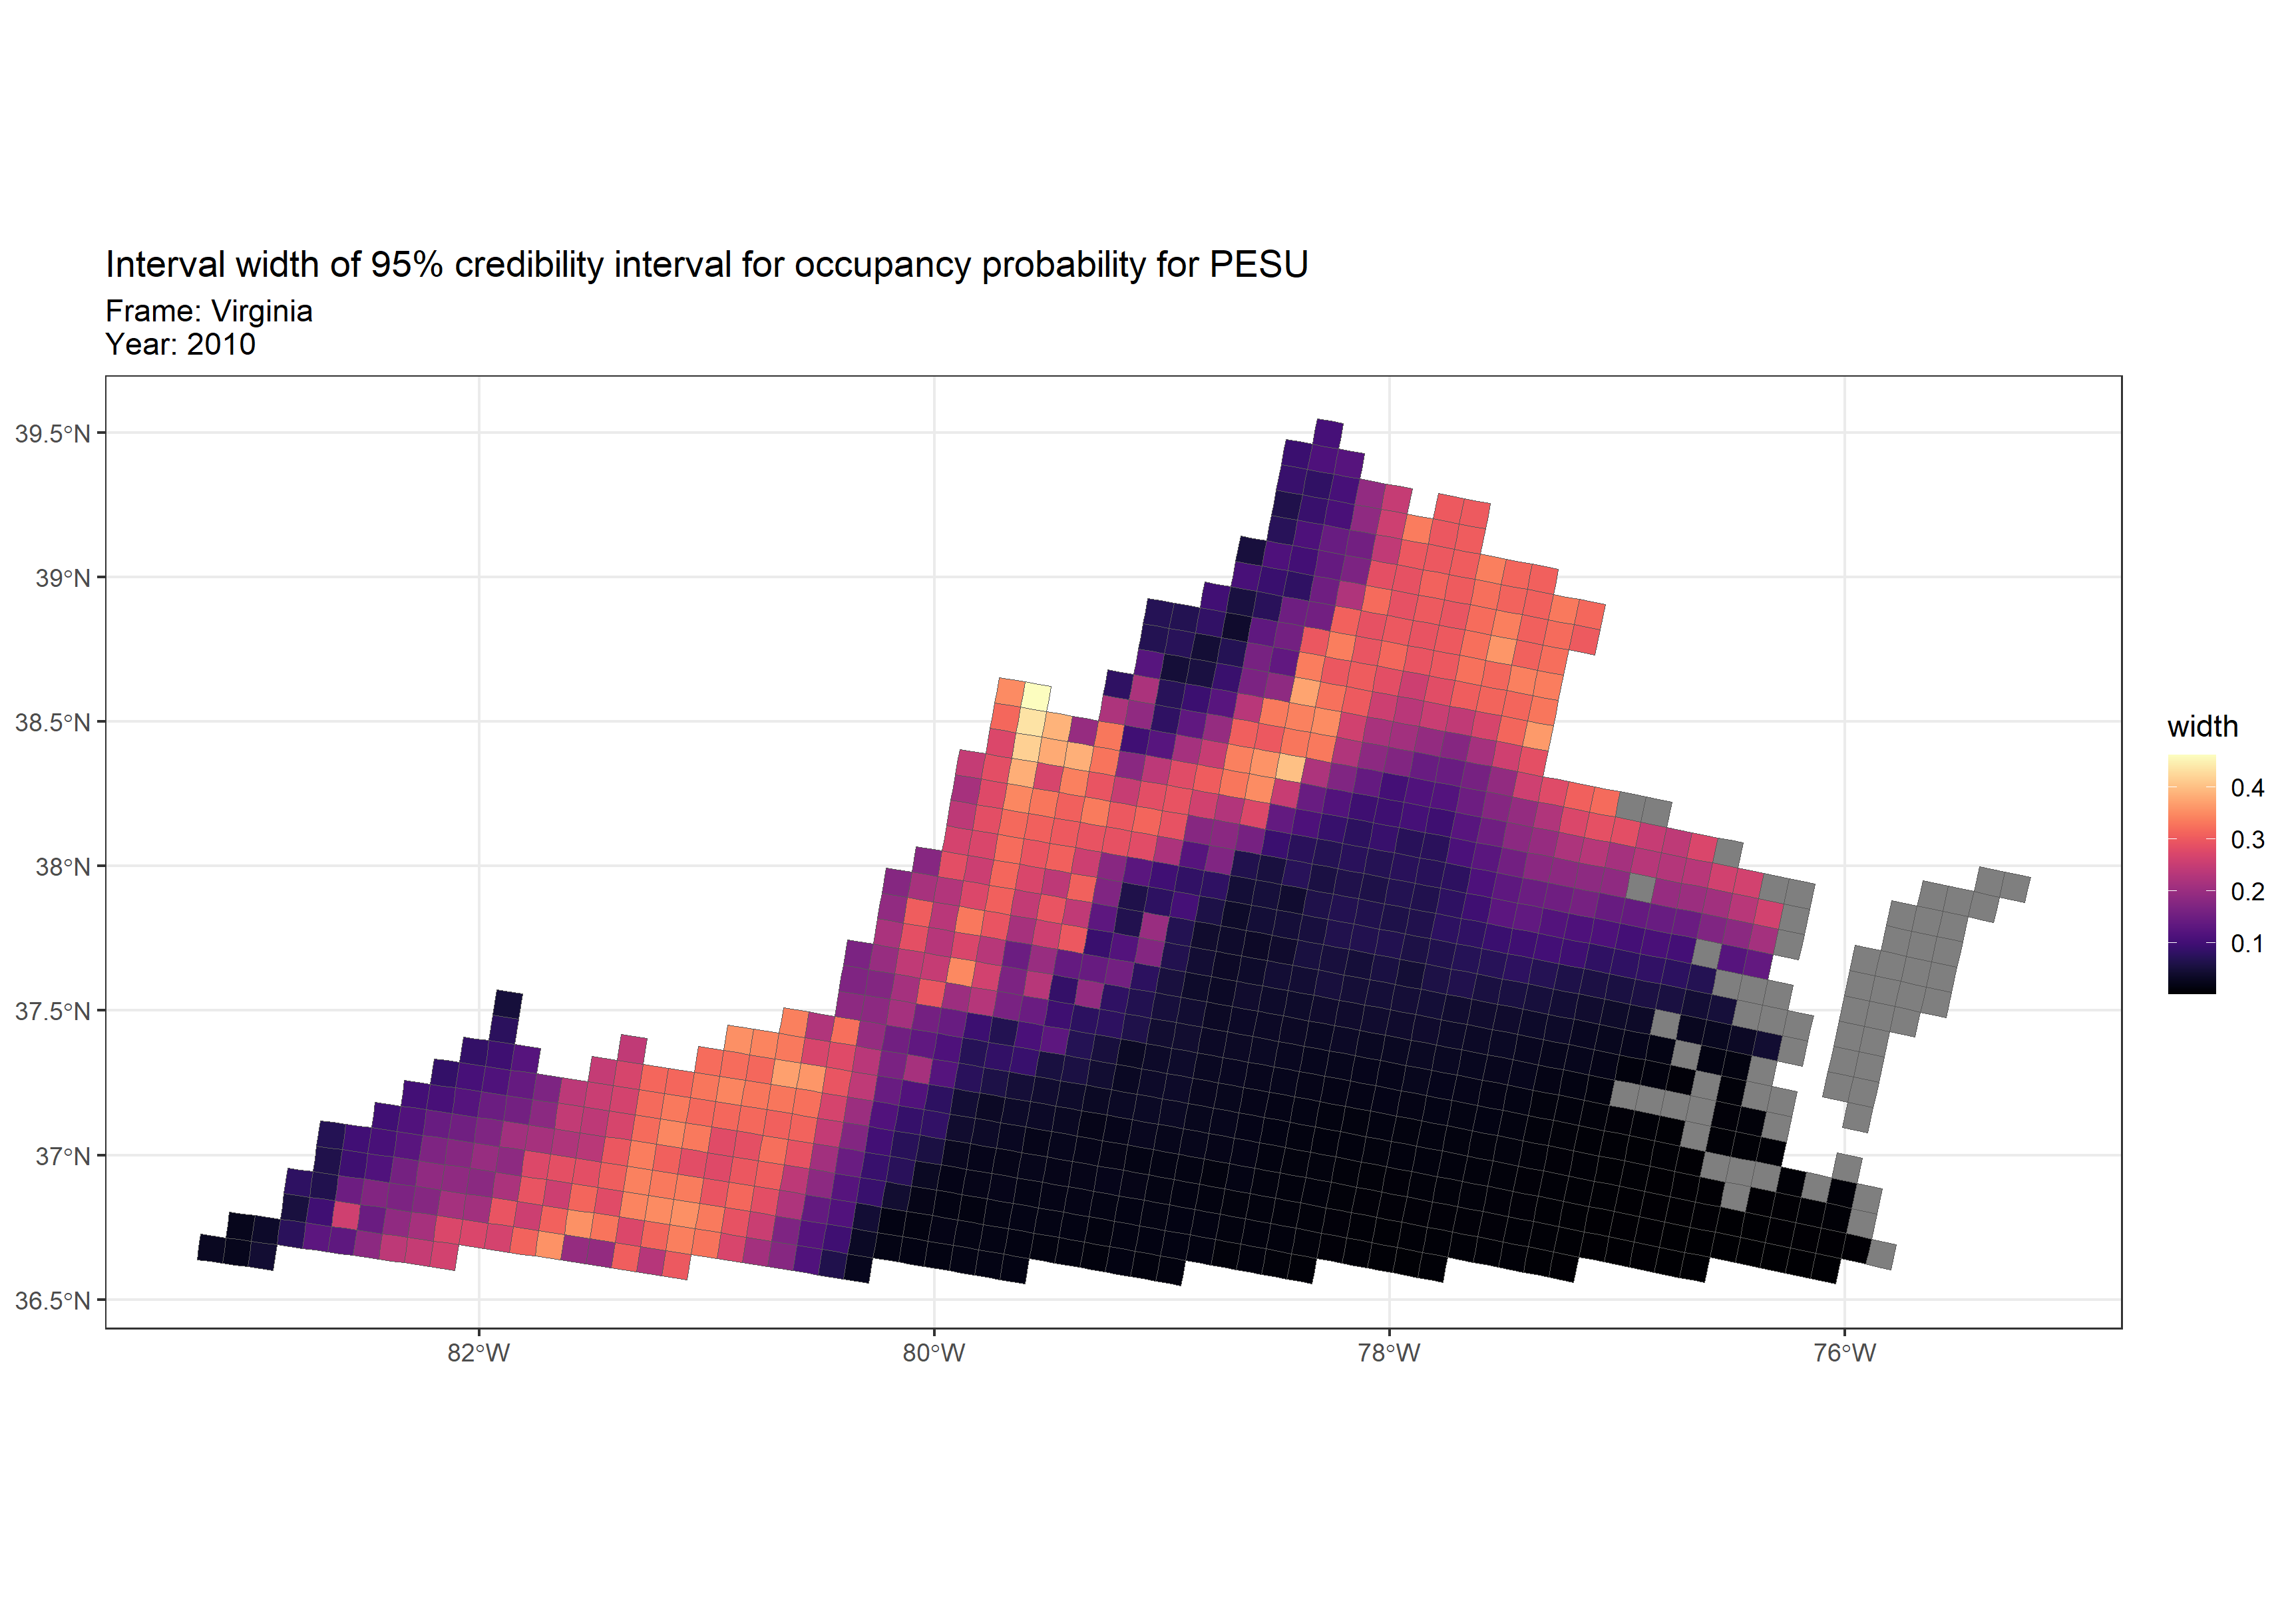 Interval width of 95% credibility interval for occupancy probability for PESU
Frame: Virginia
Year: 2010
39.5°N
39°N
38.5°N
38°N
37.5°N
37°N
36.5°N
82°W
80°W
78°W
76°W
width
0.4
0.3
0.2
0.1